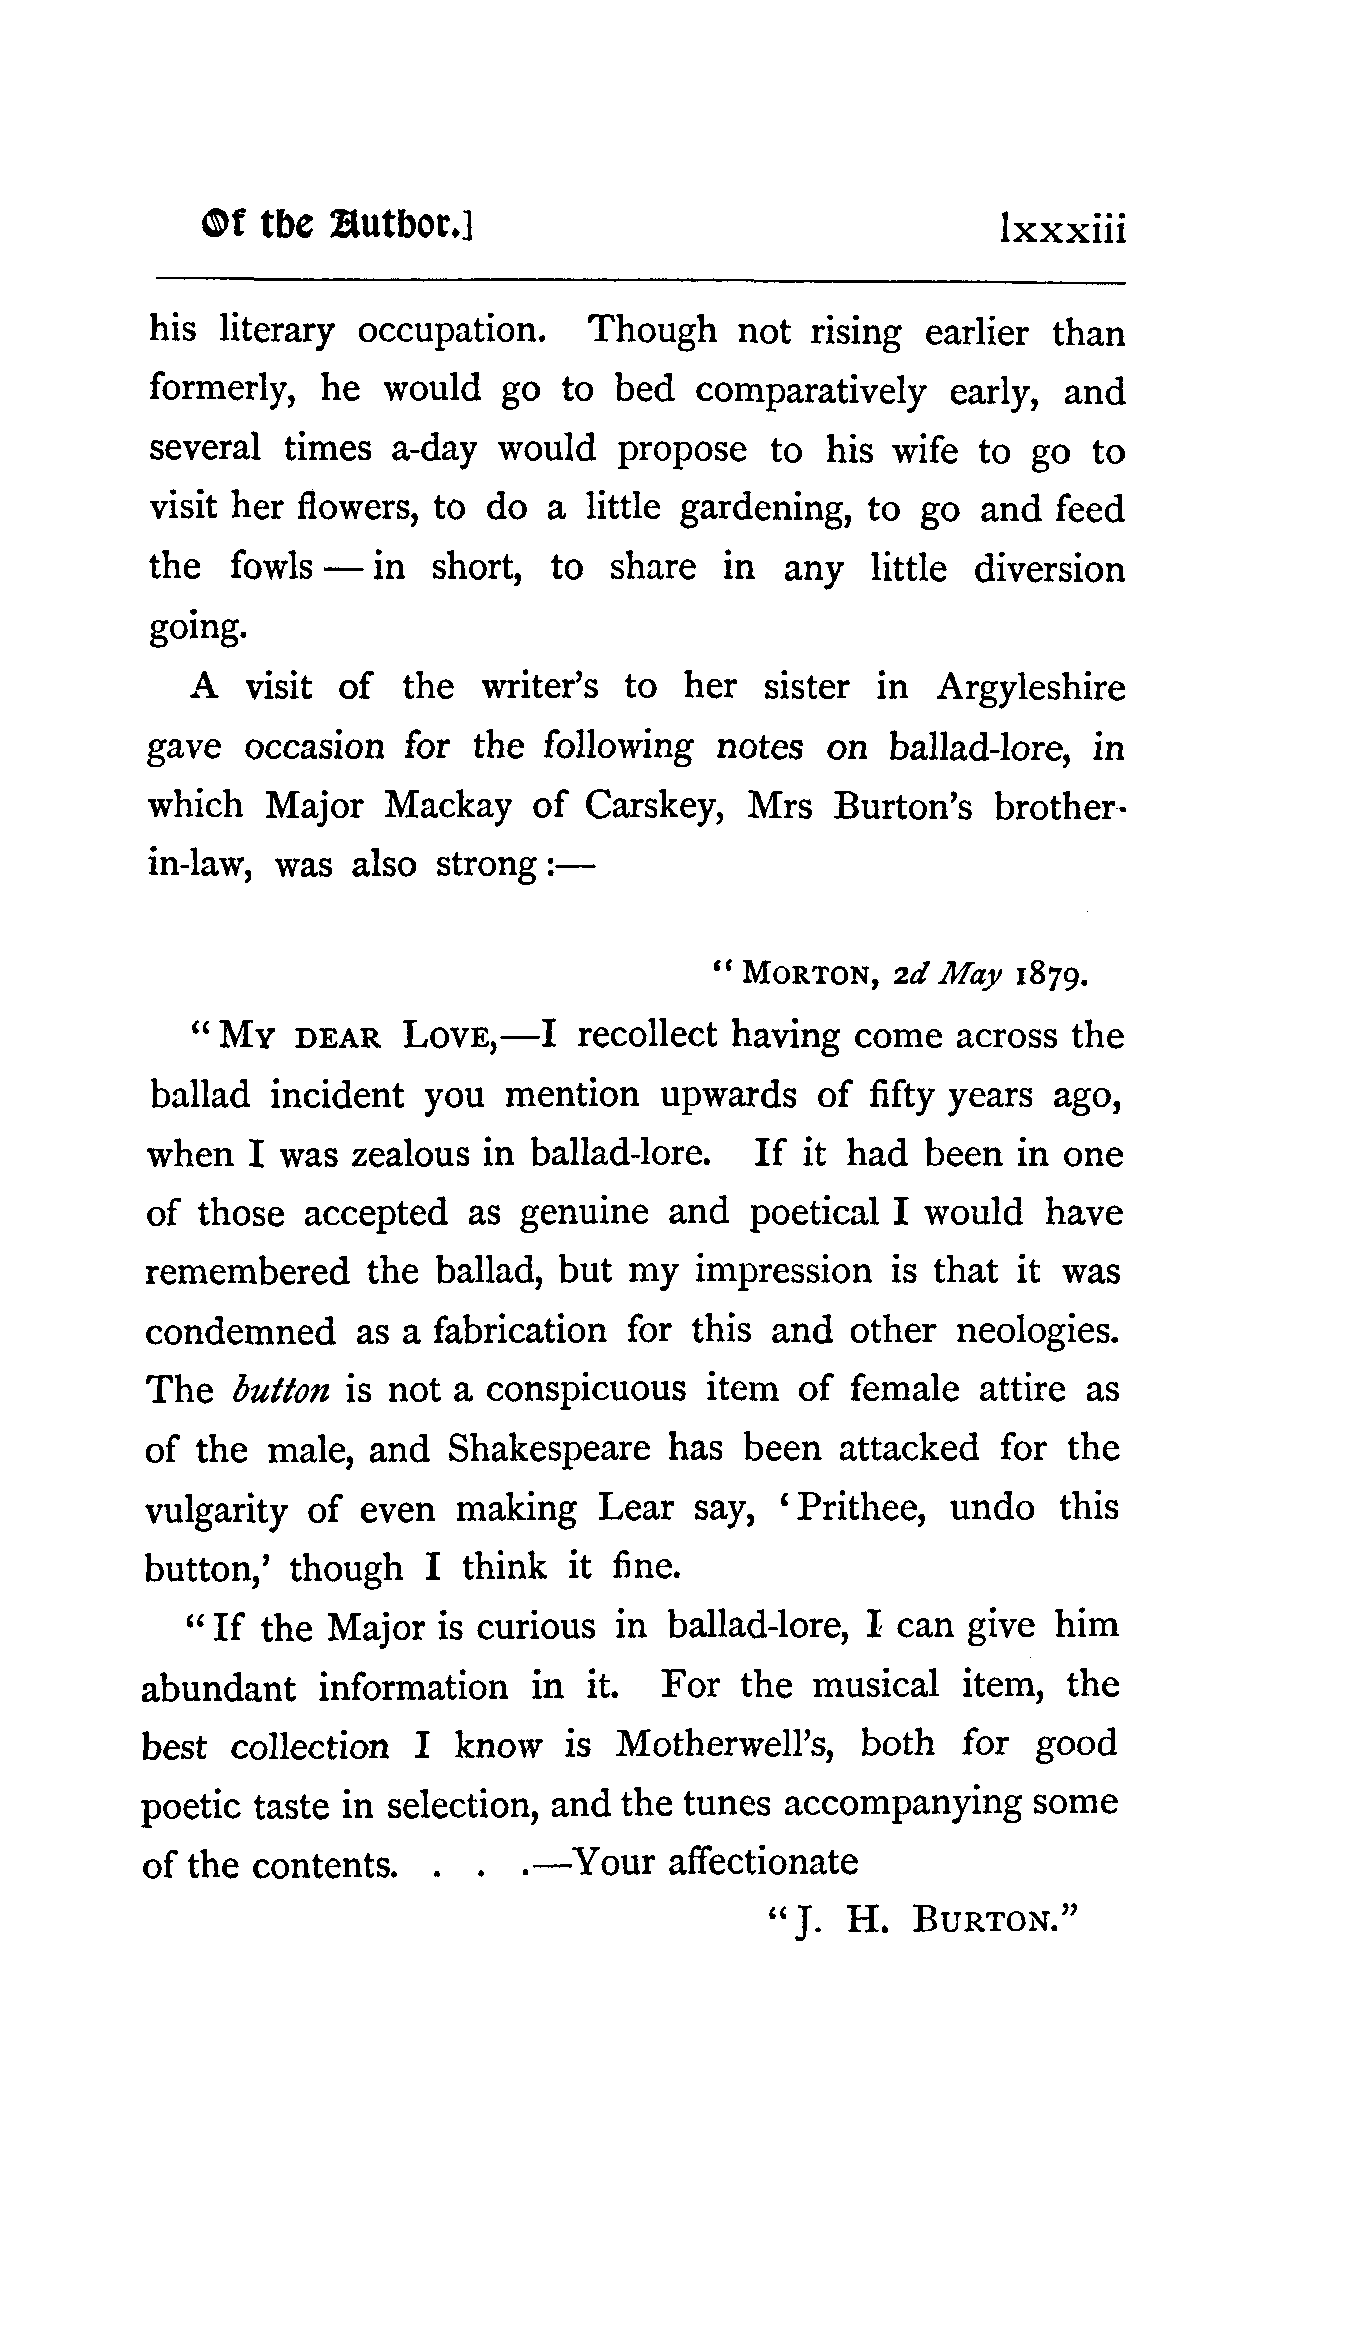 Of the Author.] lxxxiii
his literary occupation. Though not rising earlier than
formerly, he would go to bed comparatively early, and
several times a-day would propose to his wife to go to
visit her flowers, to do a little gardening, to go and feed
the fowls — in short, to share in any little diversion
going.
A visit of the writer's to her sister in Argyleshire
gave occasion for the following notes on ballad-lore, in
which Major Mackay of Carskey, Mrs Burton's brother-
in-law, was also strong :—
“ MORTON, 2d May 1879.
“ MY DEAR LOVE,—I recollect having come across the
ballad incident you mention upwards of fifty years ago,
when I was zealous in ballad-lore. If it had been in one
of those accepted as genuine and poetical I would have
remembered the ballad, but my impression is that it was
condemned as a fabrication for this and other neologies.
The button is not a conspicuous item of female attire as
of the male, and Shakespeare has been attacked for the
vulgarity of even making Lear say, ‘ Prithee, undo this
button,’ though I think it fine.
“ If the Major is curious in ballad-lore, I can give him
abundant information in it. For the musical item, the
best collection I know is Motherwell's, both for good
poetic taste in selection, and the tunes accompanying some
of the contents. . . .—Your affectionate
“ J. H. BURTON.”